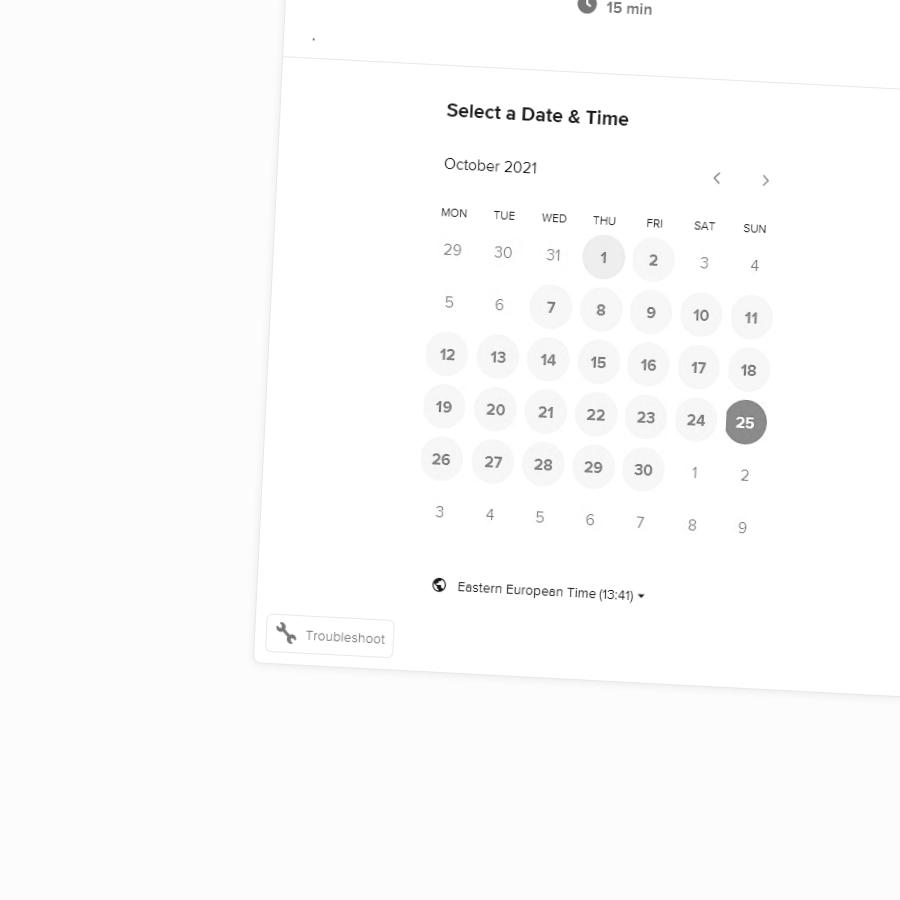 15 min
.
Select a Date & Time
October 2021
MON TUE WED THU FRI SAT SUN
29 30 31 1 2 3 4
5 6 7 8 9 10 11
12 13 14 15 16 17 18
19 20 21 22 23 24 25
26 27 28 29 30 1 2
3 4 5 6 7 8 9
Eastern European Time (13:41)
Troubleshoot